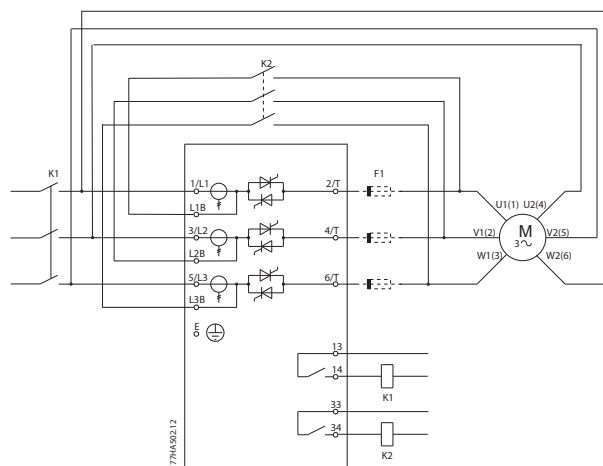 K2
K1
1/L1
2/T
F1
L1B
U1(1) U2(4)
3/L2
4/T
V1(2)
M
3~
V2(5)
L2B
W1(3)
W2(6)
5/L3
6/T
L3B
E
13
14
K1
33
34
K2
77HA502.12